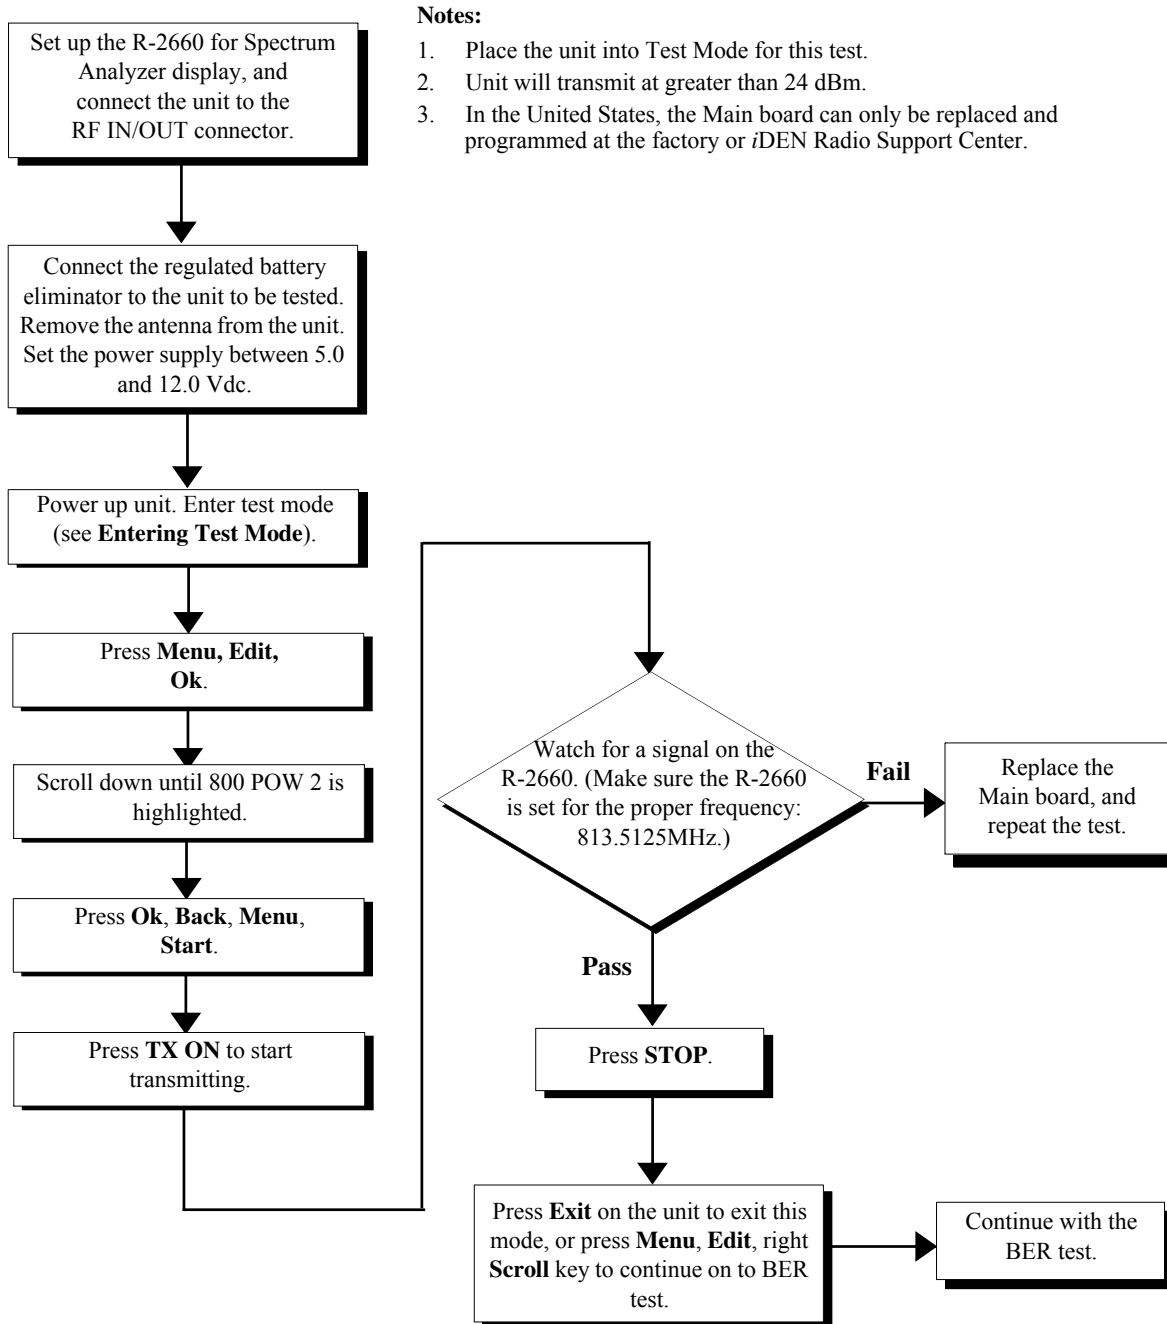 Set up the R-2660 for Spectrum
Analyzer display, and
connect the unit to the
RF IN/OUT connector.
Notes:
1. Place the unit into Test Mode for this test.
2. Unit will transmit at greater than 24 dBm.
3. In the United States, the Main board can only be replaced and
programmed at the factory or iDEN Radio Support Center.
Connect the regulated battery
eliminator to the unit to be tested.
Remove the antenna from the unit.
Set the power supply between 5.0
and 12.0 Vdc.
Power up unit. Enter test mode
(see Entering Test Mode).
Press Menu, Edit,
Ok.
Scroll down until 800 POW 2 is
highlighted.
Press Ok, Back, Menu,
Start.
Press TX ON to start
transmitting.
Watch for a signal on the
R-2660. (Make sure the R-2660
is set for the proper frequency:
813.5125MHz.)
Fail
Replace the
Main board, and
repeat the test.
Pass
Press STOP.
Press Exit on the unit to exit this
mode, or press Menu, Edit, right
Scroll key to continue on to BER
test.
Continue with the
BER test.